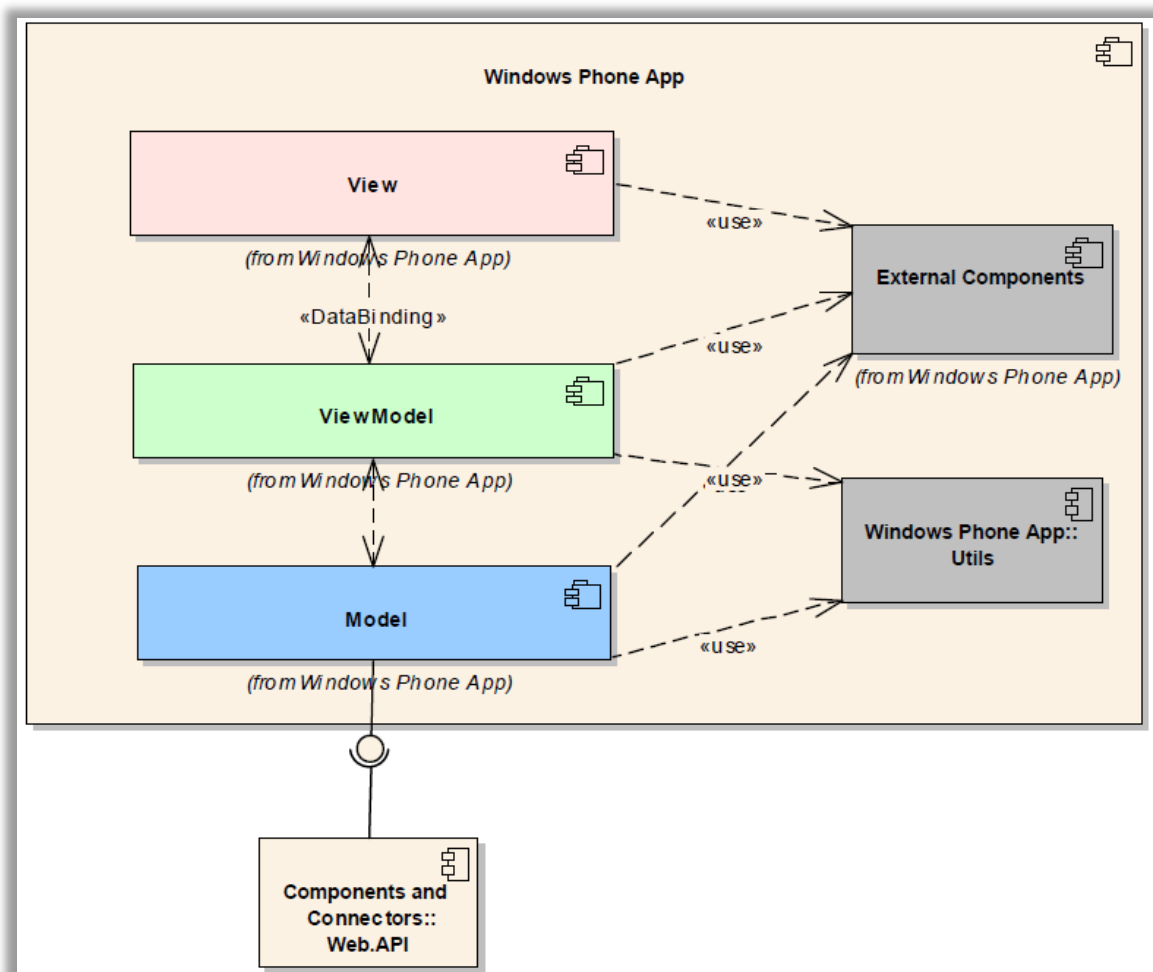 Windows Phone App
View
«use»
(from Windows Phone App)
External Components
«DataBinding»
«use»
(from Windows Phone App)
ViewModel
(from Windows Phone App)
«use»
Windows Phone App::
Utils
Model
«use»
(from Windows Phone App)
Components and
Connectors::
Web.API